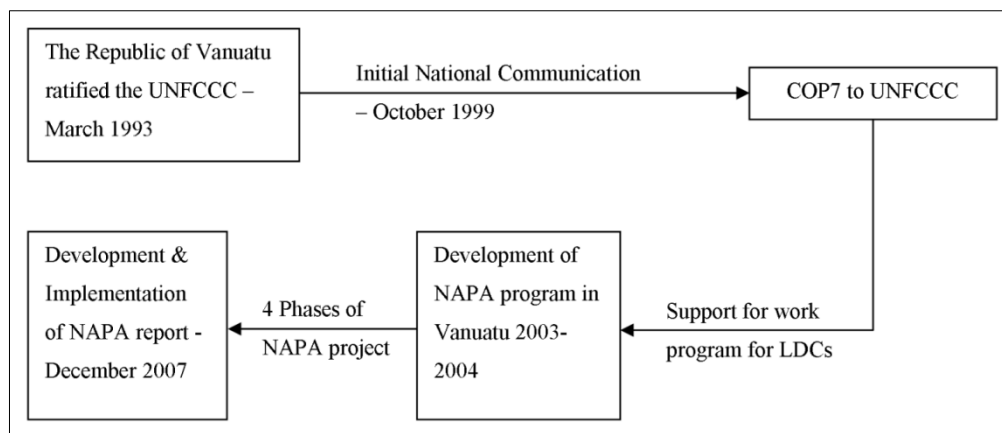 The Republic of Vanuatu
ratified the UNFCCC –
March 1993
Initial National Communication
– October 1999
COP7 to UNFCCC
Support for work
program for LDCs
Development of
NAPA program in
Vanuatu 2003-
2004
4 Phases of
NAPA project
Development &
Implementation
of NAPA report -
December 2007